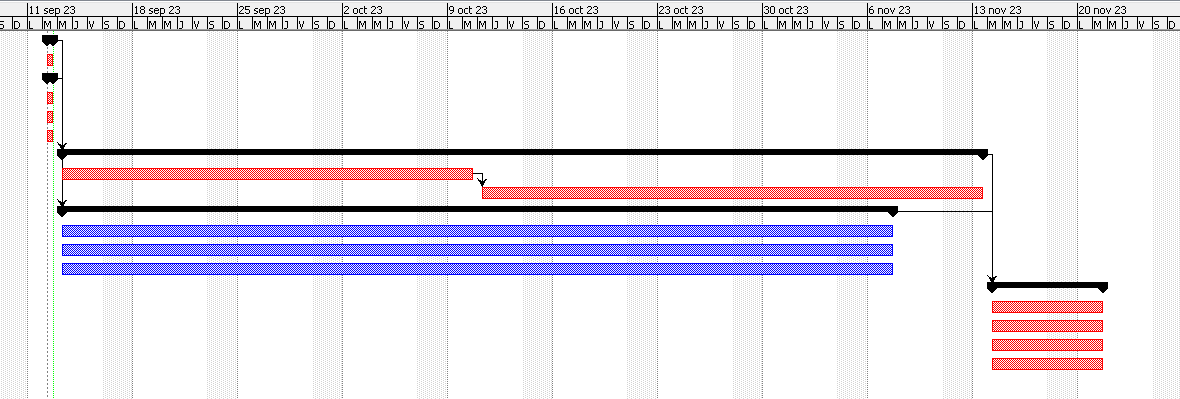 11 sep 23 18 sep 23 25 sep 23 2 oct 23 9 oct 23 16 oct 23 23 oct 23 30 oct 23 6 nov 23 13 nov 23 20 nov 23
S D L M M J V S D L M M J V S D L M M J V S D L M M J V S D L M M J V S D L M M J V S D L M M J V S D L M M J V S D L M M J V S D L M M J V S D L M M J V S D